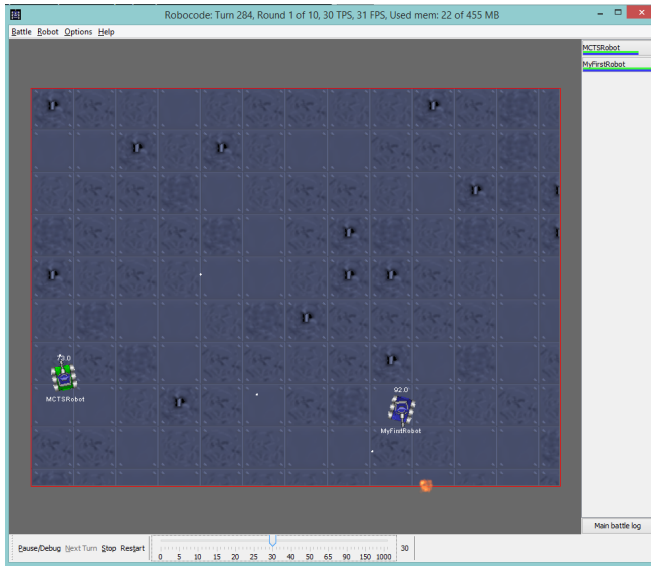 Robocode: Turn 284, Round 1 of 10, 30 TPS, 31 FPS, Used mem: 22 of 455 MB
Battle Robot Options Help
MCTSRobot
MyFirstRobot
73.0
MCTSRobot
92.0
MyFirstRobot
Main battle log
Pause/Debug Next Turn Stop Restart
0 5 10 15 20 25 30 40 50 65 90 150 1000
30